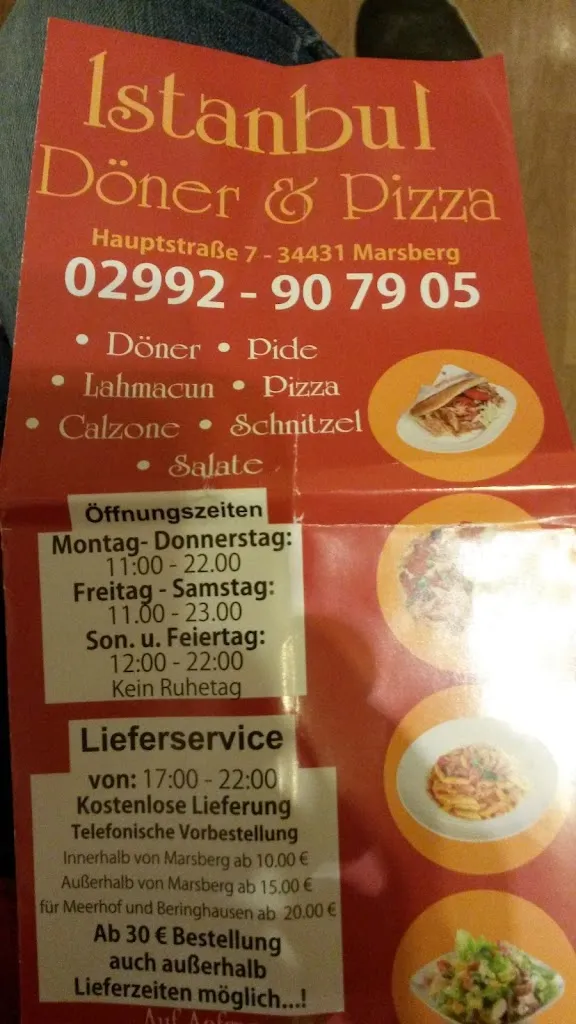 Istanbul
Döner & Pizza
Hauptstraße 7 - 34431 Marsberg
02992 - 90 79 05
• Döner • Pide
• Lahmacun • Pizza
• Calzone • Schnitzel
• Salate
Öffnungszeiten
Montag- Donnerstag:
11:00 - 22.00
Freitag - Samstag:
11.00 - 23.00
Son. u. Feiertag:
12:00 - 22:00
Kein Ruhetag
Lieferservice
von: 17:00 - 22:00
Kostenlose Lieferung
Telefonische Vorbestellung
Innerhalb von Marsberg ab 10.00 €
Außerhalb von Marsberg ab 15.00 €
für Meerhof und Beringhausen ab 20.00 €
Ab 30 € Bestellung
auch außerhalb
Lieferzeiten möglich...!
Auf